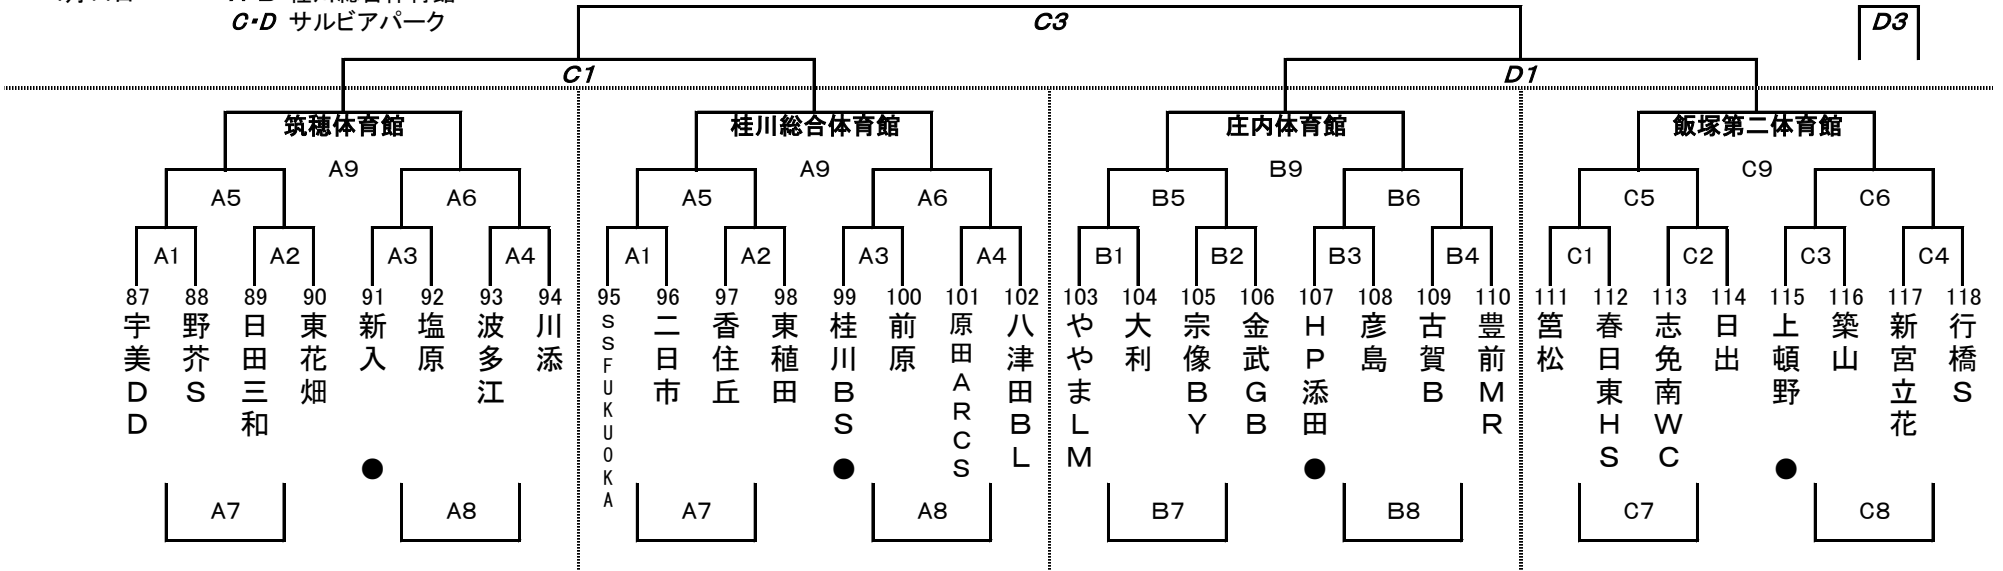 C・D サルビアパーク
C3
D3
C1
D1
筑穂体育館
桂川総合体育館
庄内体育館
飯塚第二体育館
A9
A9
B9
C9
A5
A6
A5
A6
B5
B6
C5
C6
A1
A2
A3
A4
A1
A2
A3
A4
B1
B2
B3
B4
C1
C2
C3
C4
87 宇美DD
88 野芥S
89 日田三和
90 東花畑
91 新入
92 塩原
93 波多江
94 川添
95 SSFUKUOKA
96 二日市
97 香住丘
98 東稙田
99 桂川BS
100 前原
101 原田ARCS
102 八津田BL
103 ややまLM
104 大利
105 宗像BY
106 金武GB
107 HP添田
108 彦島
109 古賀B
110 豊前MR
111 筥松
112 春日東HS
113 志免南WC
114 日出
115 上頓野
116 築山
117 新宮立花
118 行橋S
A7
A8
A7
A8
B7
B8
C7
C8